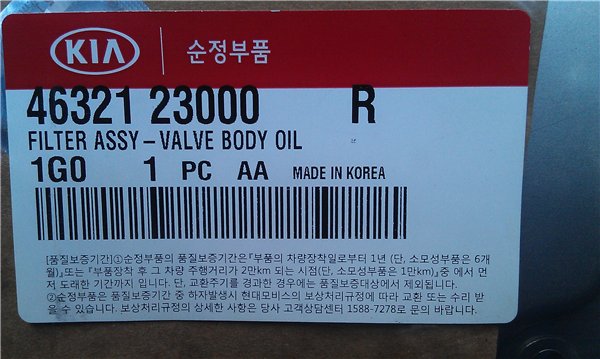 KIA 순정부품
46321 23000 R
FILTER ASSY – VALVE BODY OIL
1G0 1 PC AA MADE IN KOREA
[품질보증기간]①순정부품의 품질보증기간은『부품의 차량장착일로부터 1년 (단, 소모성부품은 6개
월)』또는『부품장착 후 그 차량 주행거리가 2만km 되는 시점(단, 소모성부품은 1만km)』중 에서 먼
저 도래한 기간까지 입니다. 단, 교환주기를 경과한 경우에는 품질보증대상에서 제외됩니다.
②순정부품은 품질보증기간 중 하자발생시 현대모비스의 보상처리규정에 따라 교환 또는 수리 받
을 수 있습니다. 보상처리규정의 상세한 사항은 당사 고객상담센터 1588-7278로 문의 바랍니다.